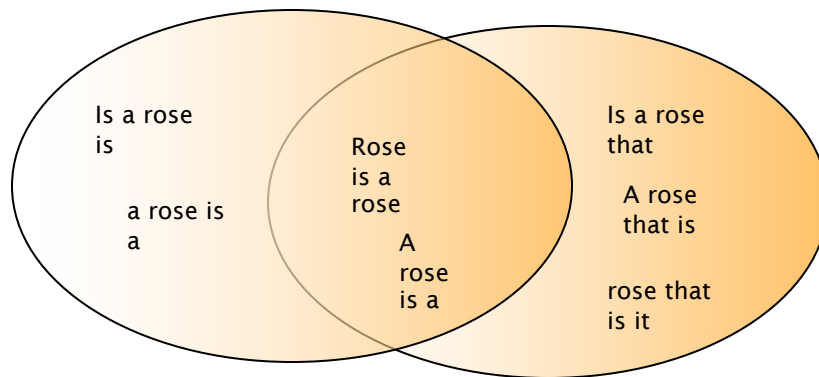 Is a rose
is
a rose is
a
Rose
is a
rose
A
rose
is a
Is a rose
that
A rose
that is
rose that
is it